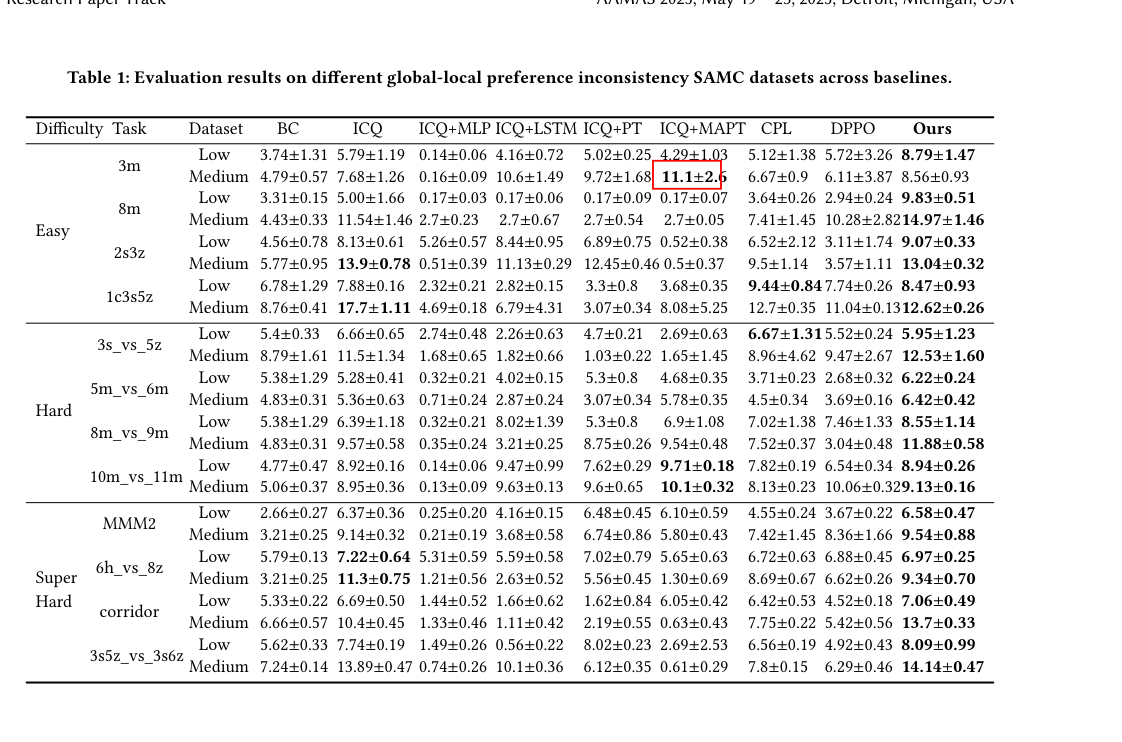 Research Paper Track AAMAS 2025, May 19 – 23, 2025, Detroit, Michigan, USA
Table 1: Evaluation results on different global-local preference inconsistency SAMC datasets across baselines.
Difficulty Task Dataset BC ICQ ICQ+MLP ICQ+LSTM ICQ+PT ICQ+MAPT CPL DPPO Ours
Easy
3m
Low 3.74±1.31 5.79±1.19 0.14±0.06 4.16±0.72 5.02±0.25 4.29±1.03 5.12±1.38 5.72±3.26 8.79±1.47
Medium 4.79±0.57 7.68±1.26 0.16±0.09 10.6±1.49 9.72±1.68 11.1±2.6 6.67±0.9 6.11±3.87 8.56±0.93
8m
Low 3.31±0.15 5.00±1.66 0.17±0.03 0.17±0.06 0.17±0.09 0.17±0.07 3.64±0.26 2.94±0.24 9.83±0.51
Medium 4.43±0.33 11.54±1.46 2.7±0.23 2.7±0.67 2.7±0.54 2.7±0.05 7.41±1.45 10.28±2.82 14.97±1.46
2s3z
Low 4.56±0.78 8.13±0.61 5.26±0.57 8.44±0.95 6.89±0.75 0.52±0.38 6.52±2.12 3.11±1.74 9.07±0.33
Medium 5.77±0.95 13.9±0.78 0.51±0.39 11.13±0.29 12.45±0.46 0.5±0.37 9.5±1.14 3.57±1.11 13.04±0.32
1c3s5z
Low 6.78±1.29 7.88±0.16 2.32±0.21 2.82±0.15 3.3±0.8 3.68±0.35 9.44±0.84 7.74±0.26 8.47±0.93
Medium 8.76±0.41 17.7±1.11 4.69±0.18 6.79±4.31 3.07±0.34 8.08±5.25 12.7±0.35 11.04±0.13 12.62±0.26
Hard
3s_vs_5z
Low 5.4±0.33 6.66±0.65 2.74±0.48 2.26±0.63 4.7±0.21 2.69±0.63 6.67±1.31 5.52±0.24 5.95±1.23
Medium 8.79±1.61 11.5±1.34 1.68±0.65 1.82±0.66 1.03±0.22 1.65±1.45 8.96±4.62 9.47±2.67 12.53±1.60
5m_vs_6m
Low 5.38±1.29 5.28±0.41 0.32±0.21 4.02±0.15 5.3±0.8 4.68±0.35 3.71±0.23 2.68±0.32 6.22±0.24
Medium 4.83±0.31 5.36±0.63 0.71±0.24 2.87±0.24 3.07±0.34 5.78±0.35 4.5±0.34 3.69±0.16 6.42±0.42
8m_vs_9m
Low 5.38±1.29 6.39±1.18 0.32±0.21 8.02±1.39 5.3±0.8 6.9±1.08 7.02±1.38 7.46±1.33 8.55±1.14
Medium 4.83±0.31 9.57±0.58 0.35±0.24 3.21±0.25 8.75±0.26 9.54±0.48 7.52±0.37 3.04±0.48 11.88±0.58
10m_vs_11m
Low 4.77±0.47 8.92±0.16 0.14±0.06 9.47±0.99 7.62±0.29 9.71±0.18 7.82±0.19 6.54±0.34 8.94±0.26
Medium 5.06±0.37 8.95±0.36 0.13±0.09 9.63±0.13 9.6±0.65 10.1±0.32 8.13±0.23 10.06±0.32 9.13±0.16
Super
Hard
MMM2
Low 2.66±0.27 6.37±0.36 0.25±0.20 4.16±0.15 6.48±0.45 6.10±0.59 4.55±0.24 3.67±0.22 6.58±0.47
Medium 3.21±0.25 9.14±0.32 0.21±0.19 3.68±0.58 6.74±0.86 5.80±0.43 7.42±1.45 8.36±1.66 9.54±0.88
6h_vs_8z
Low 5.79±0.13 7.22±0.64 5.31±0.59 5.59±0.58 7.02±0.79 5.65±0.63 6.72±0.63 6.88±0.45 6.97±0.25
Medium 3.21±0.25 11.3±0.75 1.21±0.56 2.63±0.52 5.56±0.45 1.30±0.69 8.69±0.67 6.62±0.26 9.34±0.70
corridor
Low 5.33±0.22 6.69±0.50 1.44±0.52 1.66±0.62 1.62±0.84 6.05±0.42 6.42±0.53 4.52±0.18 7.06±0.49
Medium 6.66±0.57 10.4±0.45 1.33±0.46 1.11±0.42 2.19±0.55 0.63±0.43 7.75±0.22 5.42±0.56 13.7±0.33
3s5z_vs_3s6z
Low 5.62±0.33 7.74±0.19 1.49±0.26 0.56±0.22 8.02±0.23 2.69±2.53 6.56±0.19 4.92±0.43 8.09±0.99
Medium 7.24±0.14 13.89±0.47 0.74±0.26 10.1±0.36 6.12±0.35 0.61±0.29 7.8±0.15 6.29±0.46 14.14±0.47